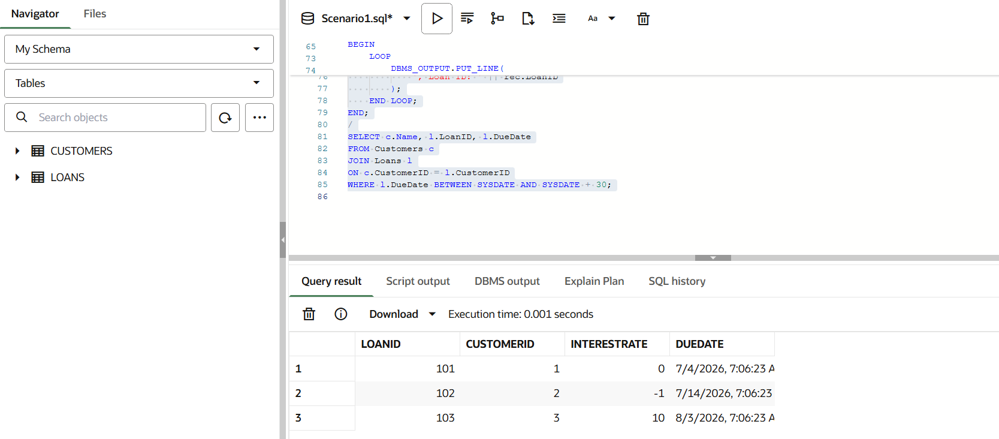 Navigator Files
My Schema
Tables
Search objects
CUSTOMERS
LOANS
Scenario1.sql*
Aa
65 BEGIN
73 LOOP
74 DBMS_OUTPUT.PUT_LINE(
76 ', Loan ID: ' || rec.LoanID
77 );
78 END LOOP;
79 END;
80 /
81 SELECT c.Name, l.LoanID, l.DueDate
82 FROM Customers c
83 JOIN Loans l
84 ON c.CustomerID = l.CustomerID
85 WHERE l.DueDate BETWEEN SYSDATE AND SYSDATE + 30;
86
Query result Script output DBMS output Explain Plan SQL history
Download Execution time: 0.001 seconds
LOANID CUSTOMERID INTERESTRATE DUEDATE
1 101 1 0 7/4/2026, 7:06:23 A
2 102 2 -1 7/14/2026, 7:06:23
3 103 3 10 8/3/2026, 7:06:23 A